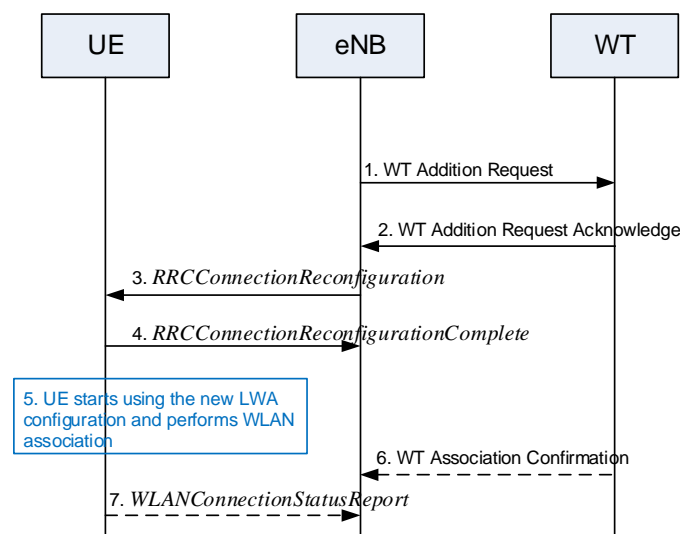 UE
eNB
WT
1. WT Addition Request
2. WT Addition Request Acknowledge
3. RRCConnectionReconfiguration
4. RRCConnectionReconfigurationComplete
5. UE starts using the new LWA
configuration and performs WLAN
association
6. WT Association Confirmation
7. WLANConnectionStatusReport